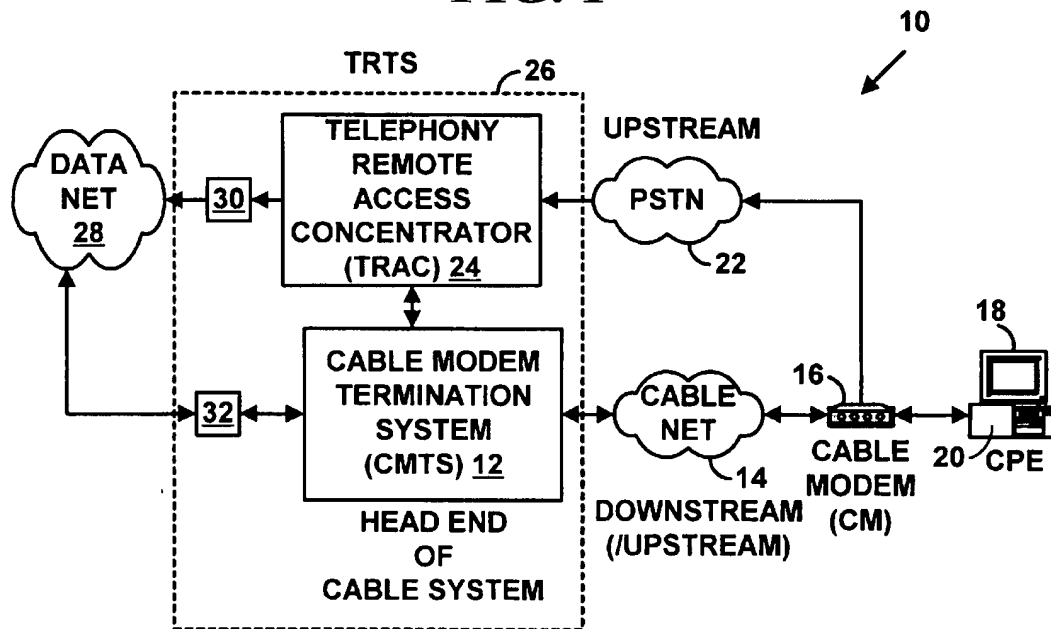 10
TRTS
26
TELEPHONY
REMOTE
ACCESS
CONCENTRATOR
(TRAC) 24
UPSTREAM
PSTN
22
DATA
NET
28
30
32
CABLE MODEM
TERMINATION
SYSTEM
(CMTS) 12
HEAD END
OF
CABLE SYSTEM
CABLE
NET
14
DOWNSTREAM
(/UPSTREAM)
16
CABLE
MODEM
(CM)
18
20
CPE